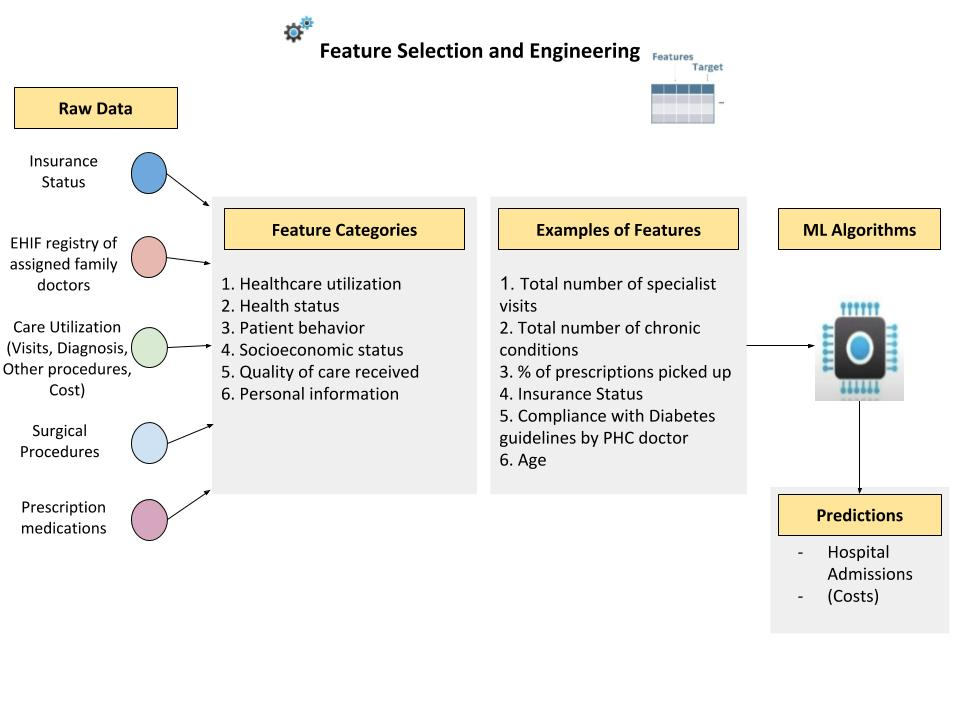 Feature Selection and Engineering
Features
Target
Raw Data
Insurance
Status
EHIF registry of
assigned family
doctors
Care Utilization
(Visits, Diagnosis,
Other procedures,
Cost)
Surgical
Procedures
Prescription
medications
Feature Categories
1. Healthcare utilization
2. Health status
3. Patient behavior
4. Socioeconomic status
5. Quality of care received
6. Personal information
Examples of Features
1. Total number of specialist
visits
2. Total number of chronic
conditions
3. % of prescriptions picked up
4. Insurance Status
5. Compliance with Diabetes
guidelines by PHC doctor
6. Age
ML Algorithms
Predictions
- Hospital
Admissions
- (Costs)